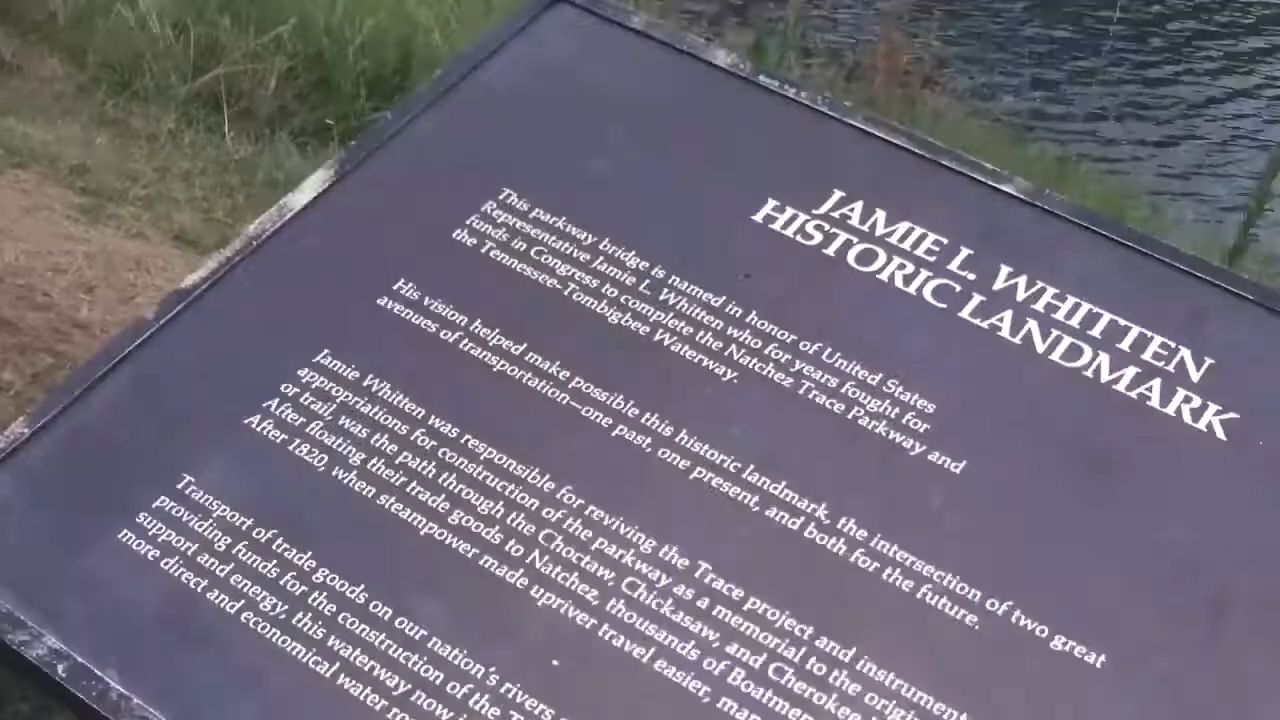 JAMIE L. WHITTEN
HISTORIC LANDMARK
This parkway bridge is named in honor of United States
Representative Jamie L. Whitten who for years fought for
funds in Congress to complete the Natchez Trace Parkway and
the Tennessee-Tombigbee Waterway.
His vision helped make possible this historic landmark, the intersection of two great
avenues of transportation—one past, one present, and both for the future.
Jamie Whitten was responsible for reviving the Trace project and
appropriations for construction of the parkway as a memorial to the
or trail, was the path through the Choctaw, Chickasaw, and
After floating their trade goods to Natchez, thousands of
After 1820, when steampower made upriver travel easier,
Transport of trade goods on our nation's rivers
providing funds for the construction of the
support and energy, this waterway now
more direct and economical water